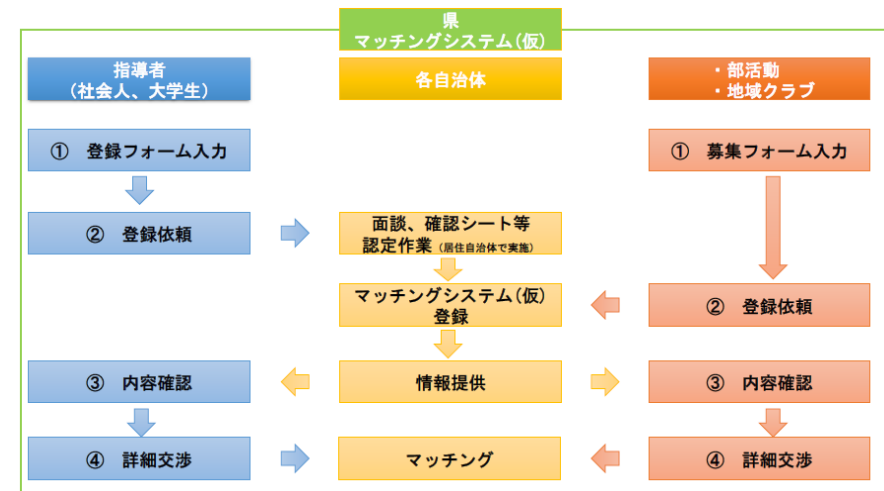 県
マッチングシステム(仮)
指導者
(社会人、大学生)
各自治体
・部活動
・地域クラブ
① 登録フォーム入力
① 募集フォーム入力
② 登録依頼
面談、確認シート等
認定作業（居住自治体で実施）
マッチングシステム(仮)
登録
② 登録依頼
③ 内容確認
情報提供
③ 内容確認
④ 詳細交渉
マッチング
④ 詳細交渉